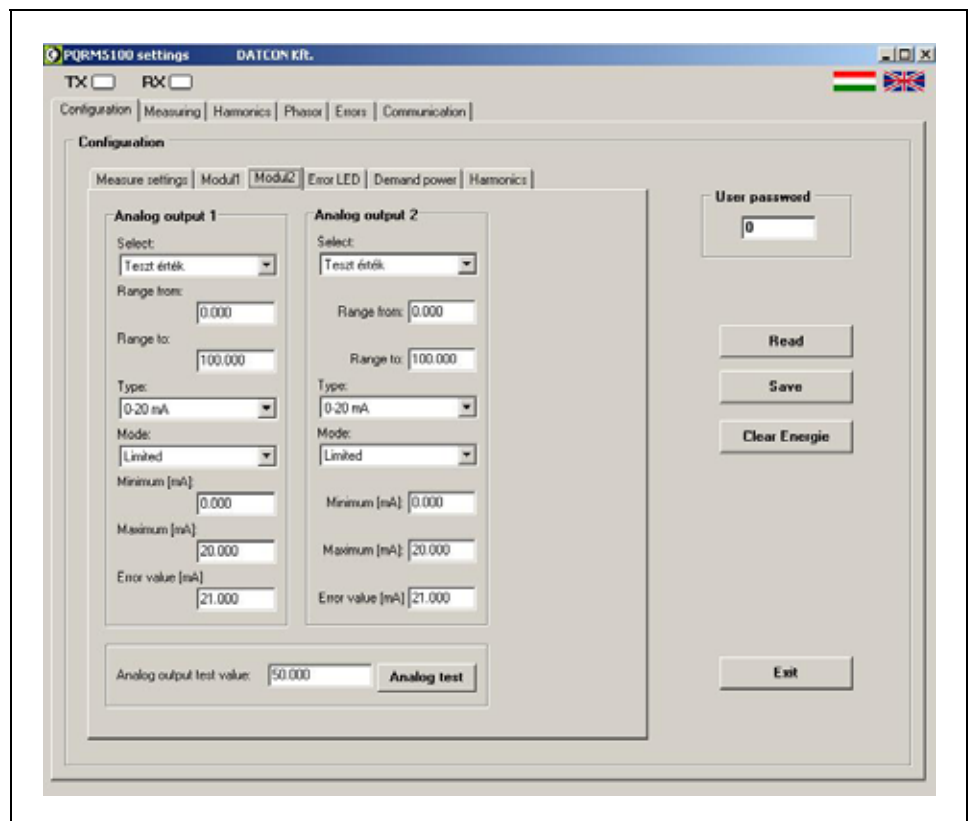 PQRM5100 settings DATCON Kft.
TX RX
Configuration Measuring Harmonics Phasor Errors Communication
Configuration
Measure settings Modul1 Modul2 Error LED Demand power Harmonics
User password
0
Analog output 1
Select:
Teszt érték
Range from:
0.000
Range to:
100.000
Type:
0-20 mA
Mode:
Limited
Minimum [mA]:
0.000
Maximum [mA]:
20.000
Error value [mA]
21.000
Analog output 2
Select:
Teszt érték
Range from: 0.000
Range to: 100.000
Type:
0-20 mA
Mode:
Limited
Minimum [mA]: 0.000
Maximum [mA]: 20.000
Error value [mA] 21.000
Analog output test value: 50.000 Analog test
Read
Save
Clear Energie
Exit